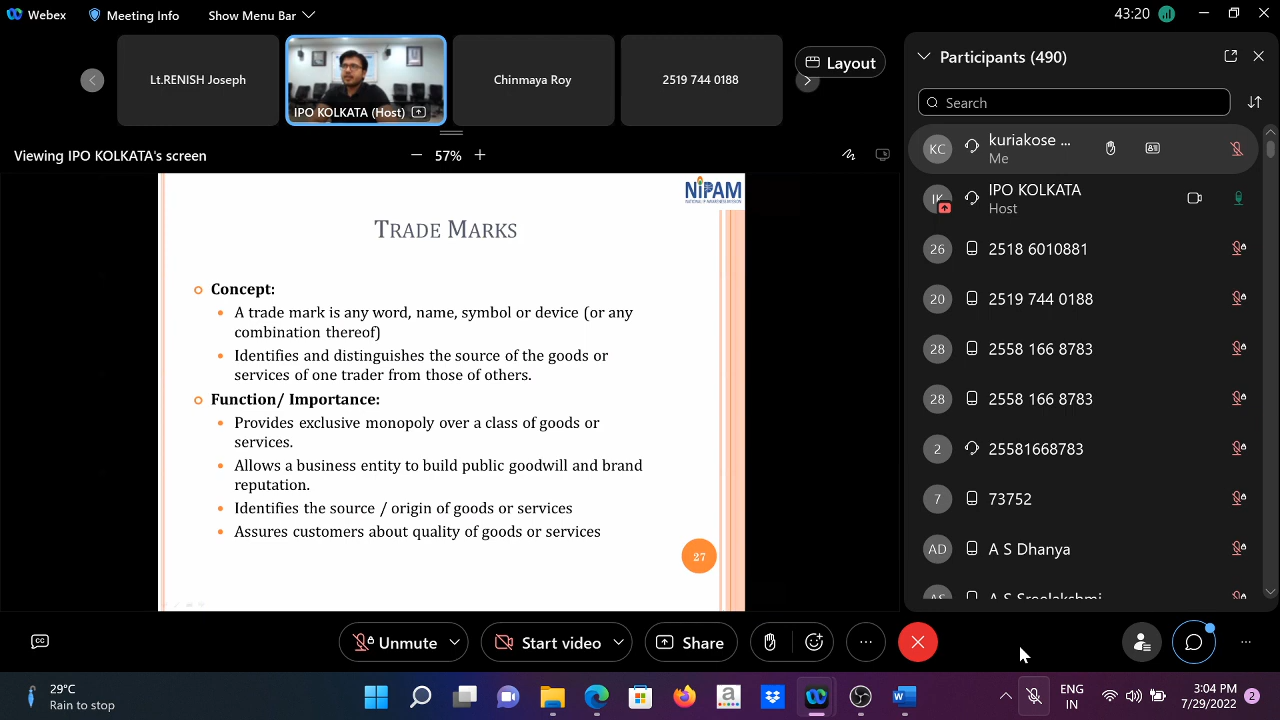 Webex
Meeting Info
Show Menu Bar
43:20
Lt.RENISH Joseph
IPO KOLKATA (Host)
Chinmaya Roy
2519 744 0188
Layout
Viewing IPO KOLKATA's screen
57%
NIPAM
TRADE MARKS
Concept:
A trade mark is any word, name, symbol or device (or any
combination thereof)
Identifies and distinguishes the source of the goods or
services of one trader from those of others.
Function/ Importance:
Provides exclusive monopoly over a class of goods or
services.
Allows a business entity to build public goodwill and brand
reputation.
Identifies the source / origin of goods or services
Assures customers about quality of goods or services
27
Participants (490)
Search
KC
kuriakose ...
Me
IK
IPO KOLKATA
Host
26
2518 6010881
20
2519 744 0188
28
2558 166 8783
28
2558 166 8783
2
25581668783
7
73752
AD
A S Dhanya
A S Sreelakshmi
CC
Unmute
Start video
Share
29°C
Rain to stop
ENG
IN
3:04 PM
7/29/2022
2